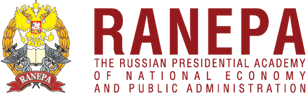 RANEPA
RANEPA
THE RUSSIAN PRESIDENTIAL ACADEMY
OF NATIONAL ECONOMY
AND PUBLIC ADMINISTRATION